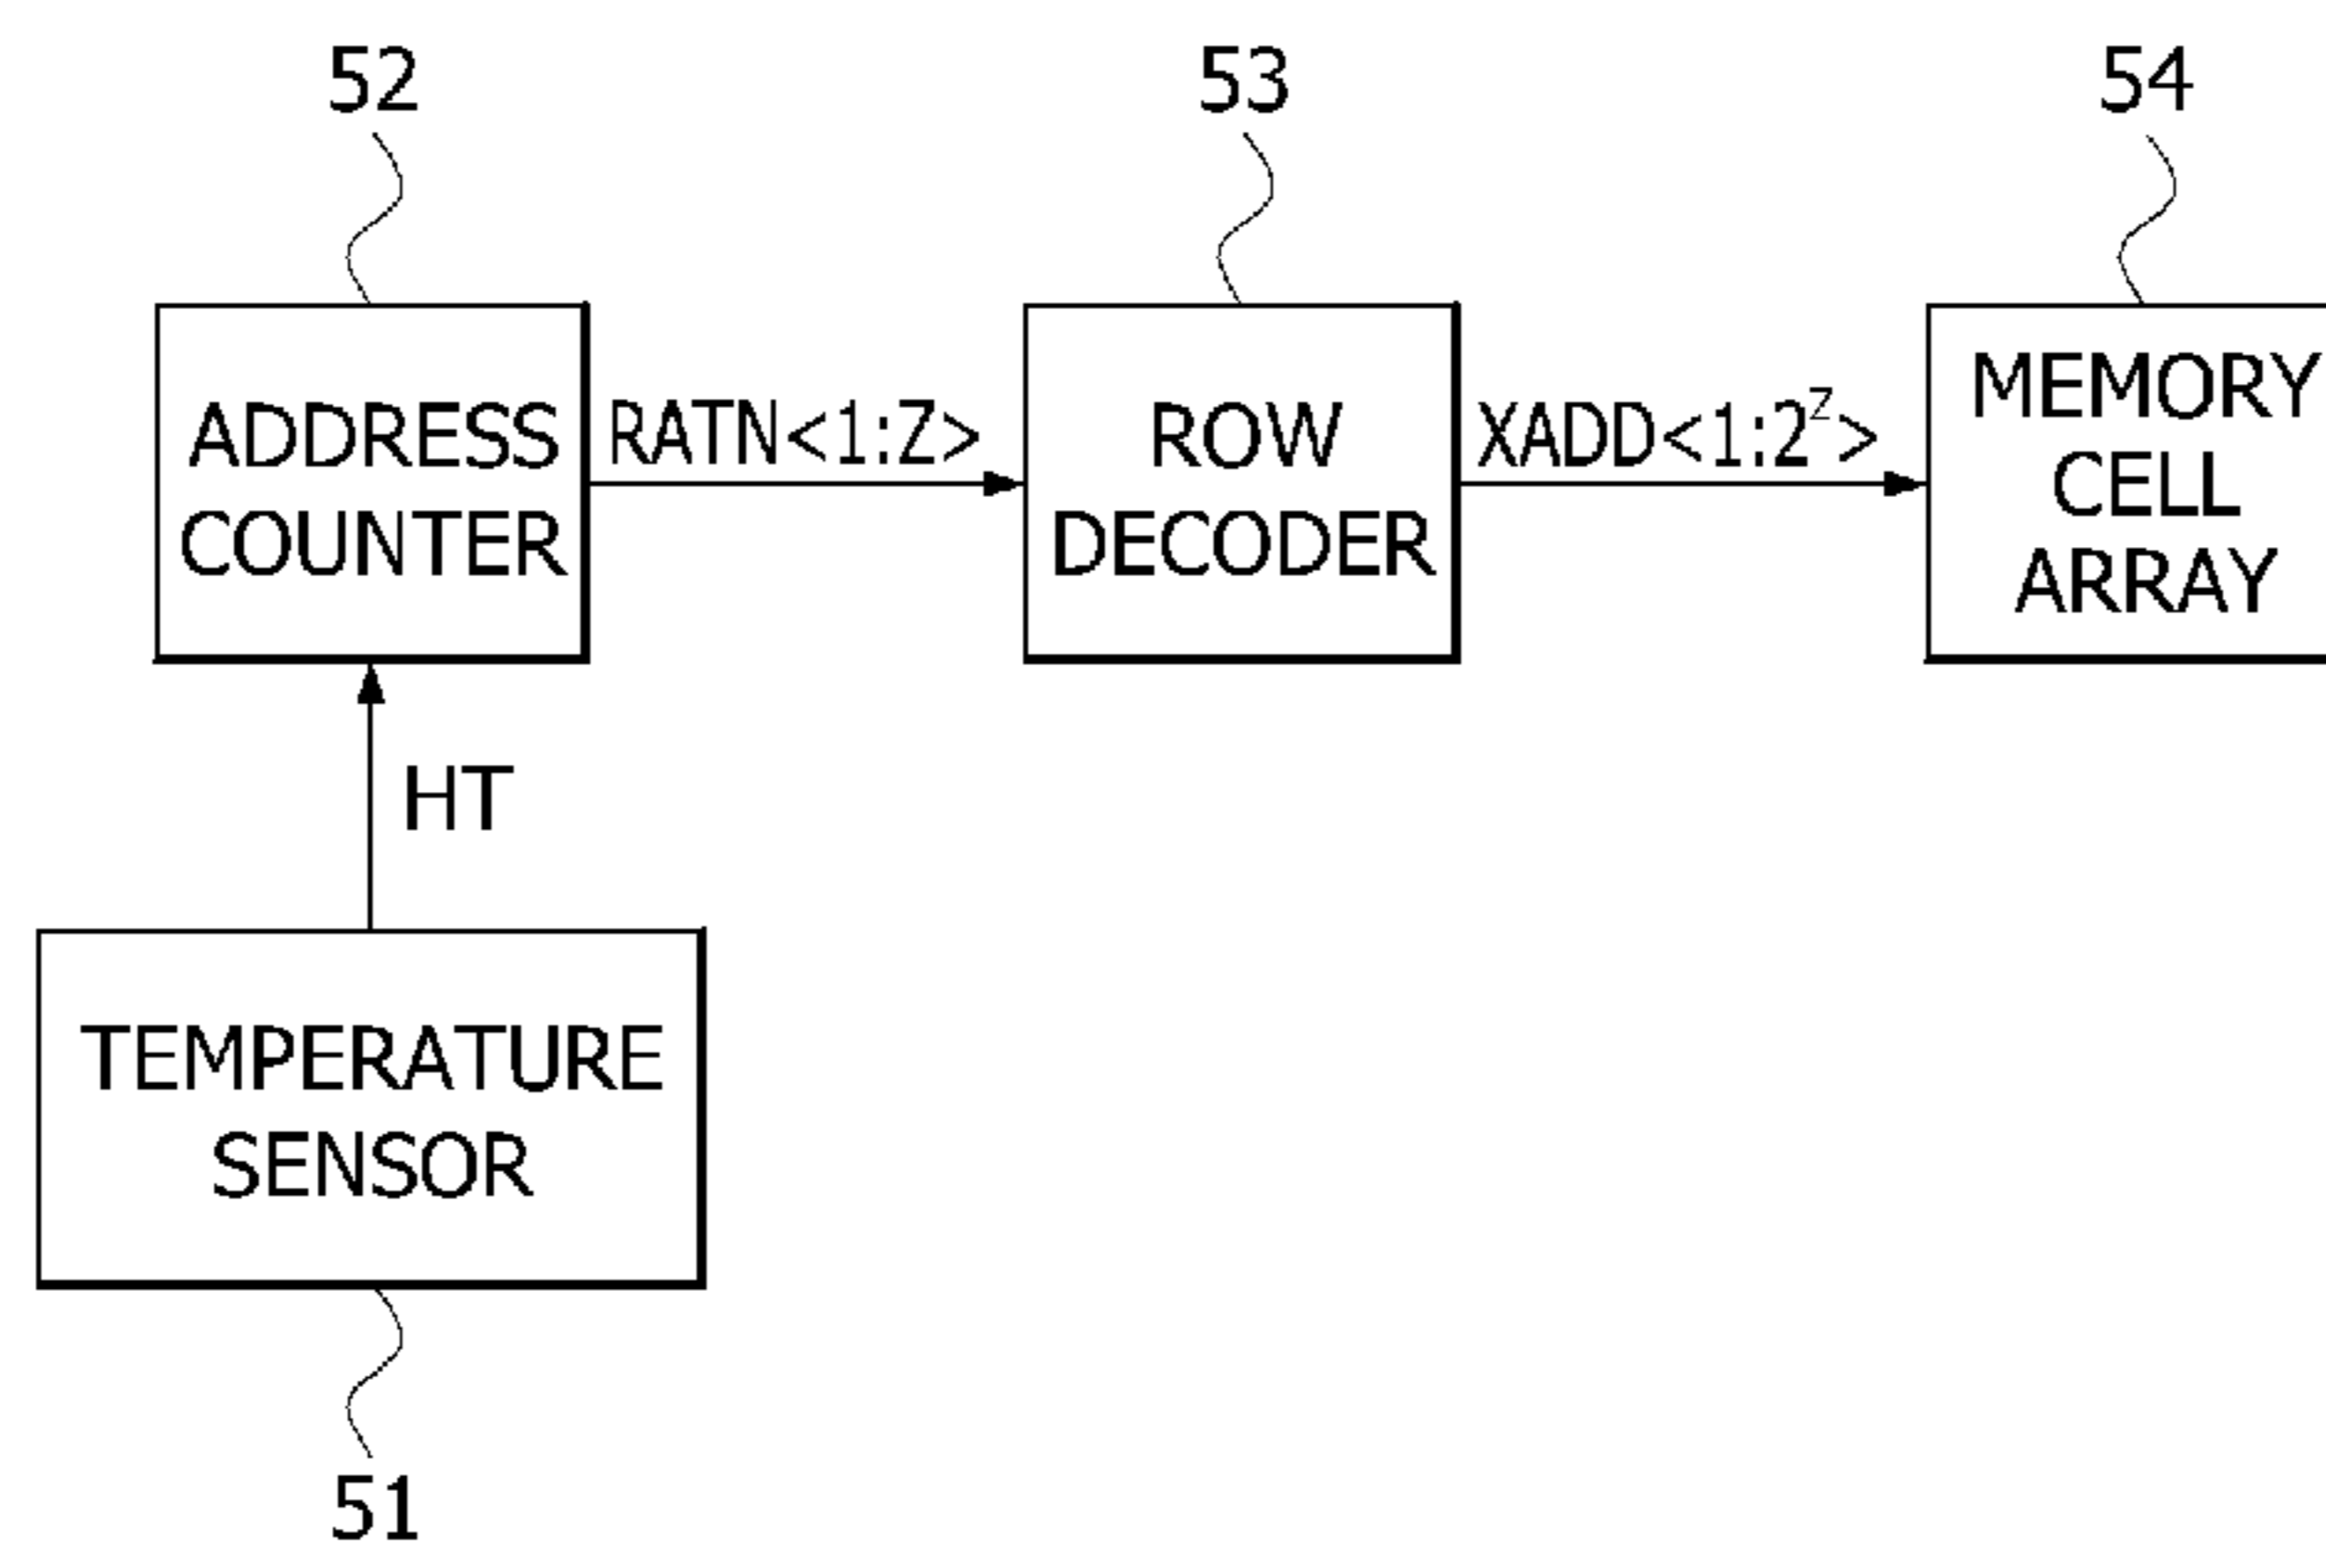 52
53
54
ADDRESS
COUNTER
RATN<1:Z>
ROW
DECODER
XADD<1:2^Z>
MEMORY
CELL
ARRAY
HT
TEMPERATURE
SENSOR
51